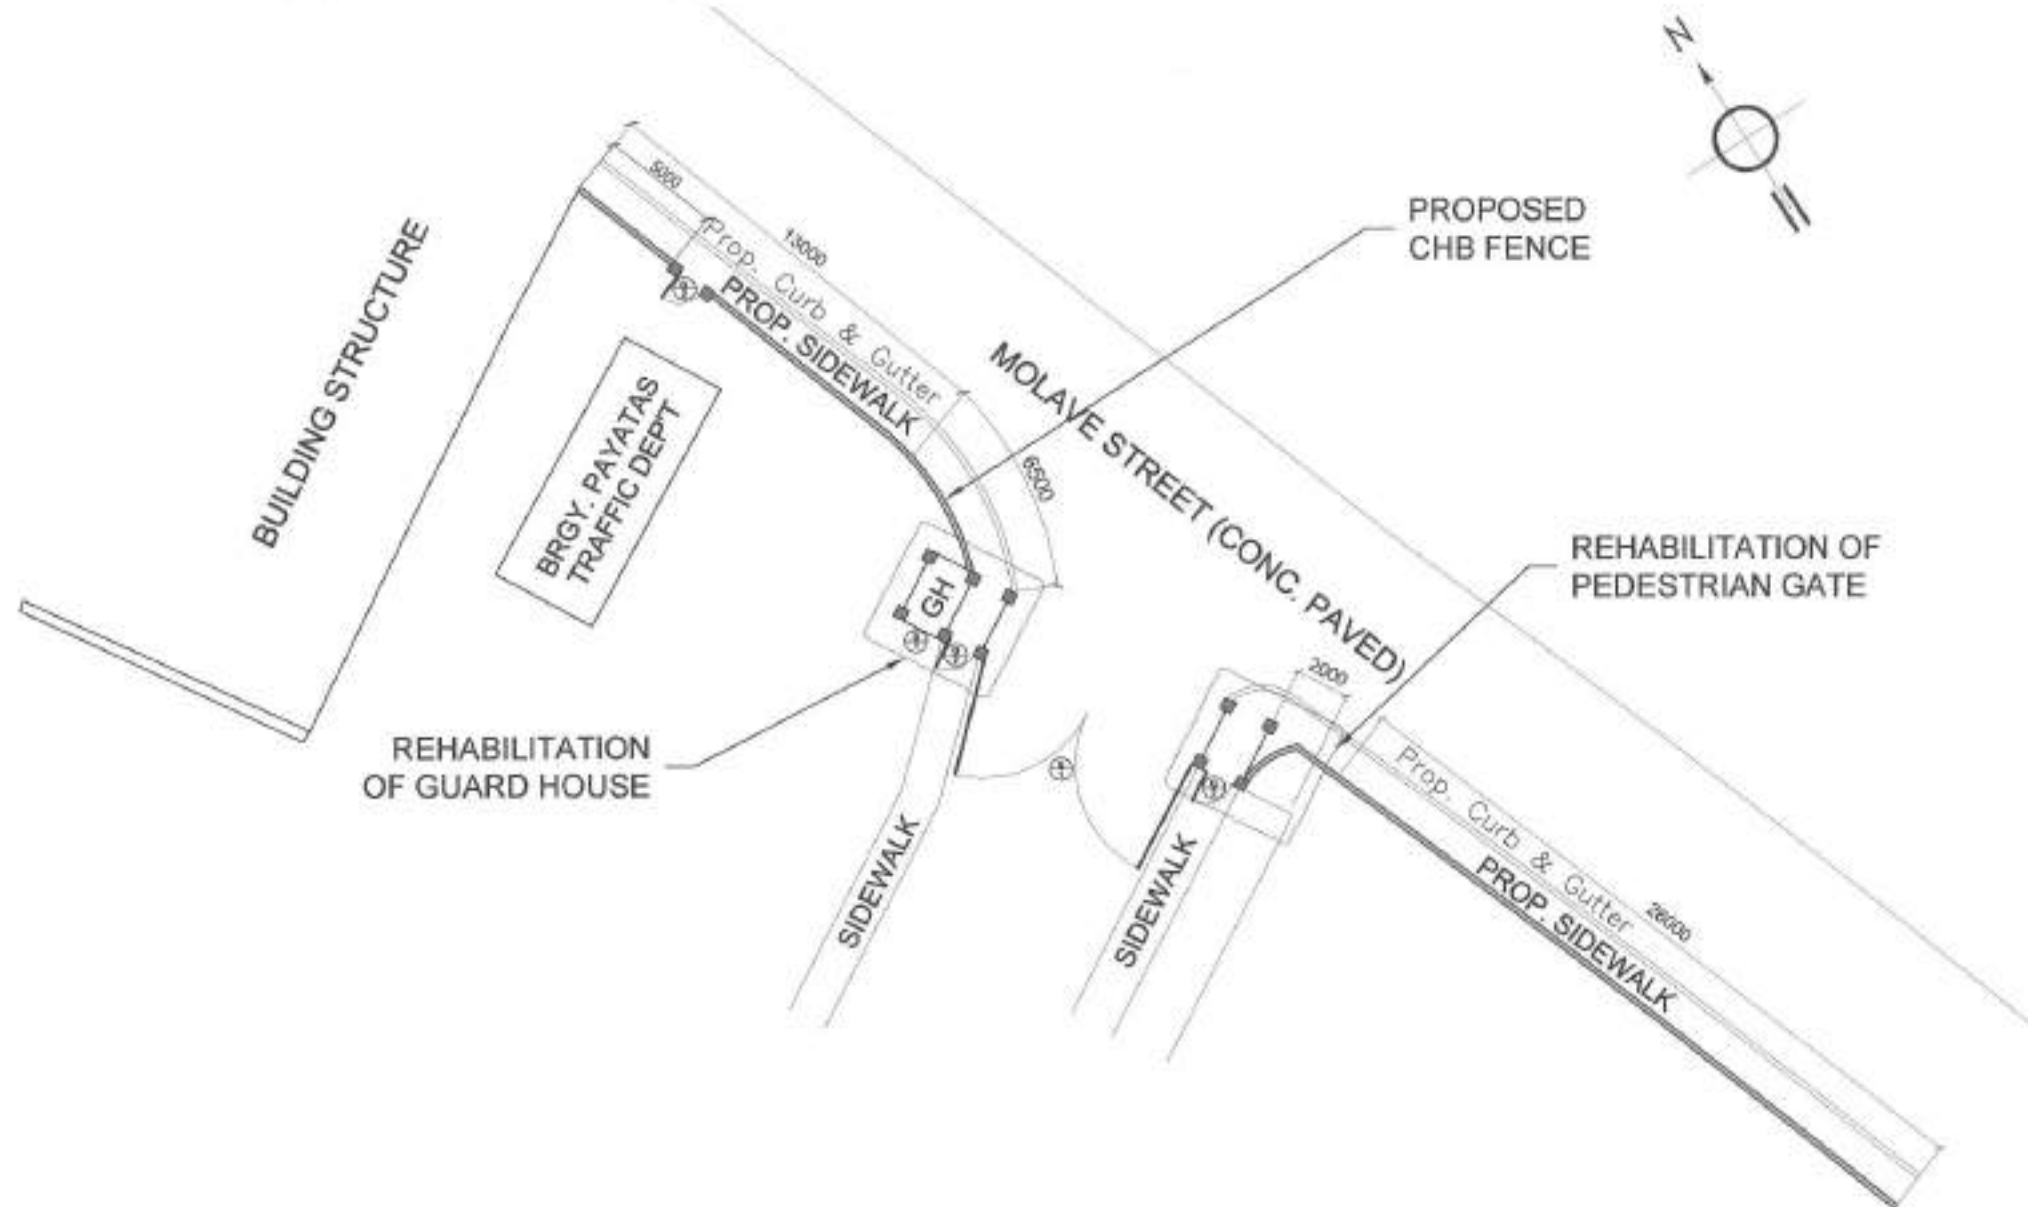 N
5000
13000
Prop. Curb & Gutter
PROP. SIDEWALK
PROPOSED
CHB FENCE
BUILDING STRUCTURE
BRGY. PAYATAS
TRAFFIC DEPT
MOLAVE STREET (CONC. PAVED)
6500
GH
REHABILITATION OF
PEDESTRIAN GATE
2000
REHABILITATION
OF GUARD HOUSE
SIDEWALK
SIDEWALK
Prop. Curb & Gutter
PROP. SIDEWALK